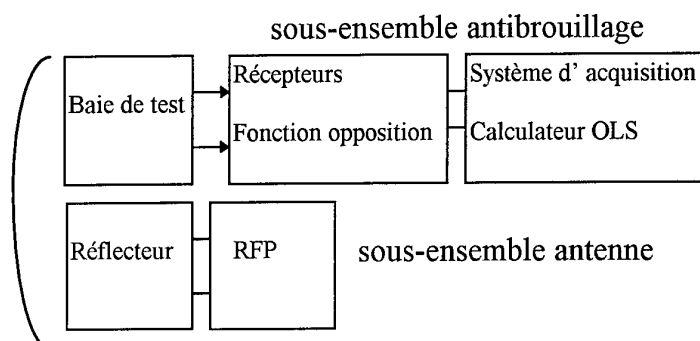 sous-ensemble antibrouillage
Baie de test
Récepteurs
Fonction opposition
Système d' acquisition
Calculateur OLS
Réflecteur
RFP
sous-ensemble antenne